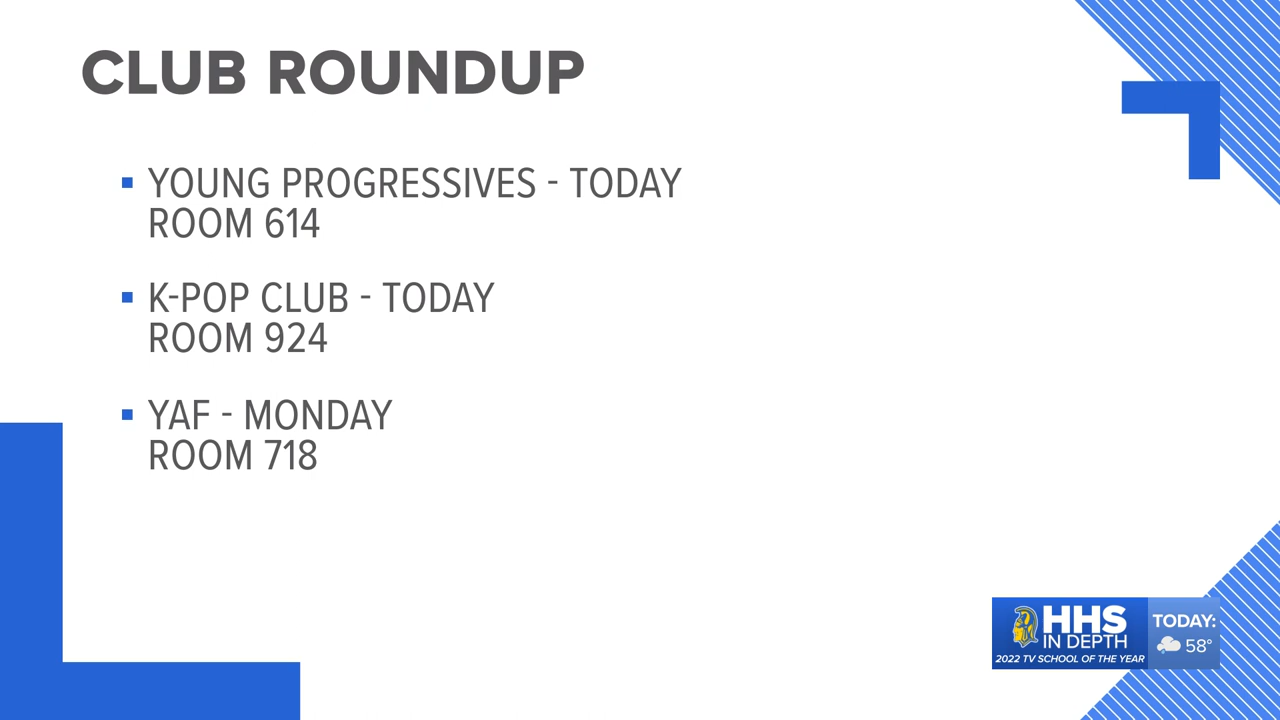 CLUB ROUNDUP
YOUNG PROGRESSIVES - TODAY
ROOM 614
K-POP CLUB - TODAY
ROOM 924
YAF - MONDAY
ROOM 718
HHS
IN DEPTH
2022 TV SCHOOL OF THE YEAR
TODAY:
58°